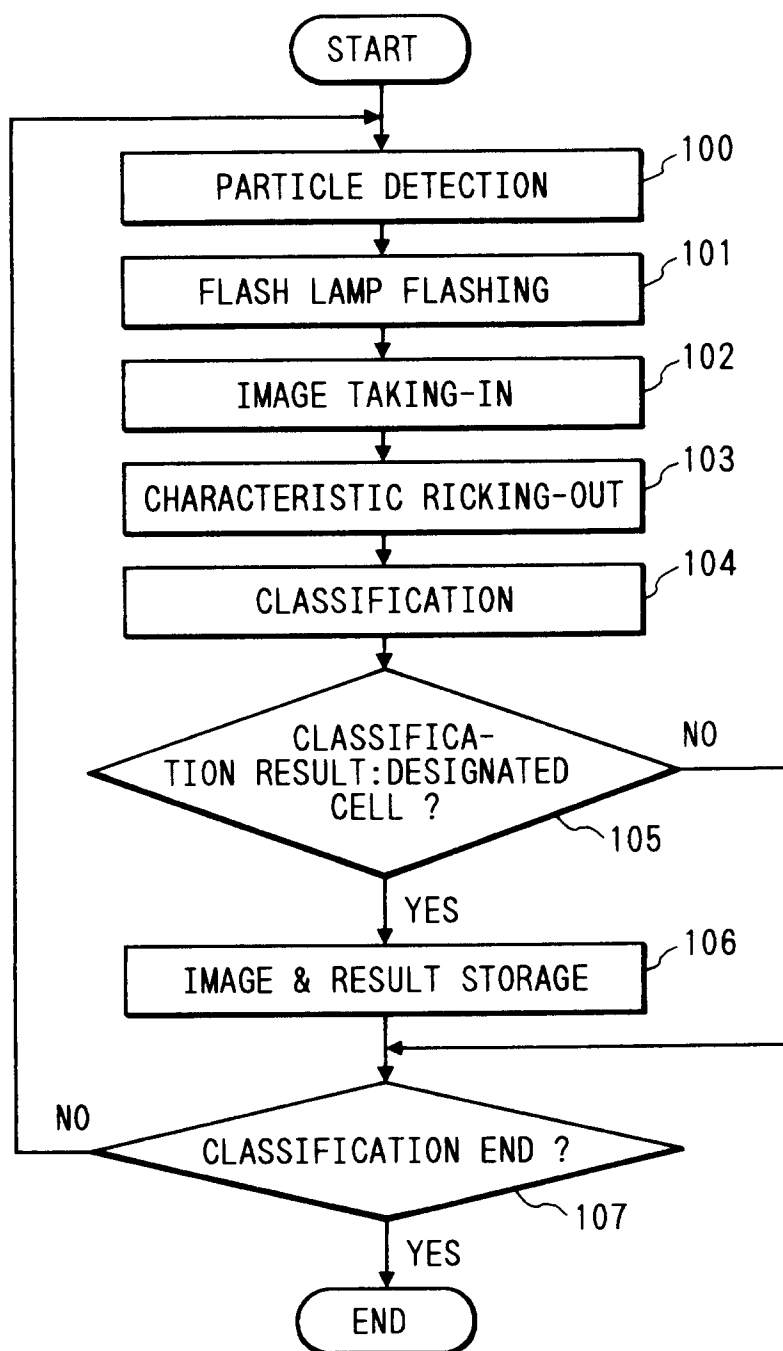 START
PARTICLE DETECTION
100
FLASH LAMP FLASHING
101
IMAGE TAKING-IN
102
CHARACTERISTIC RICKING-OUT
103
CLASSIFICATION
104
CLASSIFICA-
TION RESULT:DESIGNATED
CELL ?
NO
105
YES
IMAGE & RESULT STORAGE
106
NO
CLASSIFICATION END ?
107
YES
END